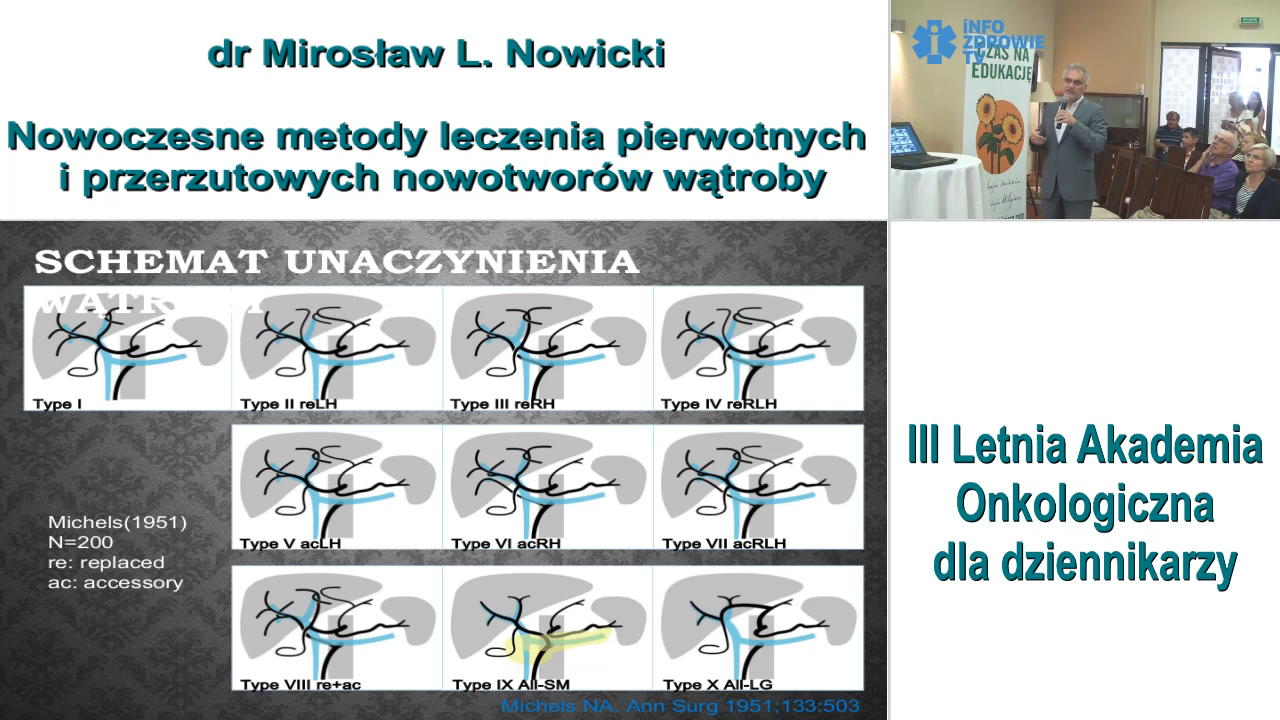 dr Mirosław L. Nowicki
Nowoczesne metody leczenia pierwotnych
i przerzutowych nowotworów wątroby
iNFO
ZDROWIE
TV
CZAS NA
EDUKACJĘ
SCHEMAT UNACZYNIENIA
Type I
Type II reLH
Type III reRH
Type IV reRLH
Type V acLH
Type VI acRH
Type VII acRLH
Michels(1951)
N=200
re: replaced
ac: accessory
Type VIII re+ac
Type IX All-SM
Type X All-LG
Michels NA. Ann Surg 1951;133:503
III Letnia Akademia
Onkologiczna
dla dziennikarzy